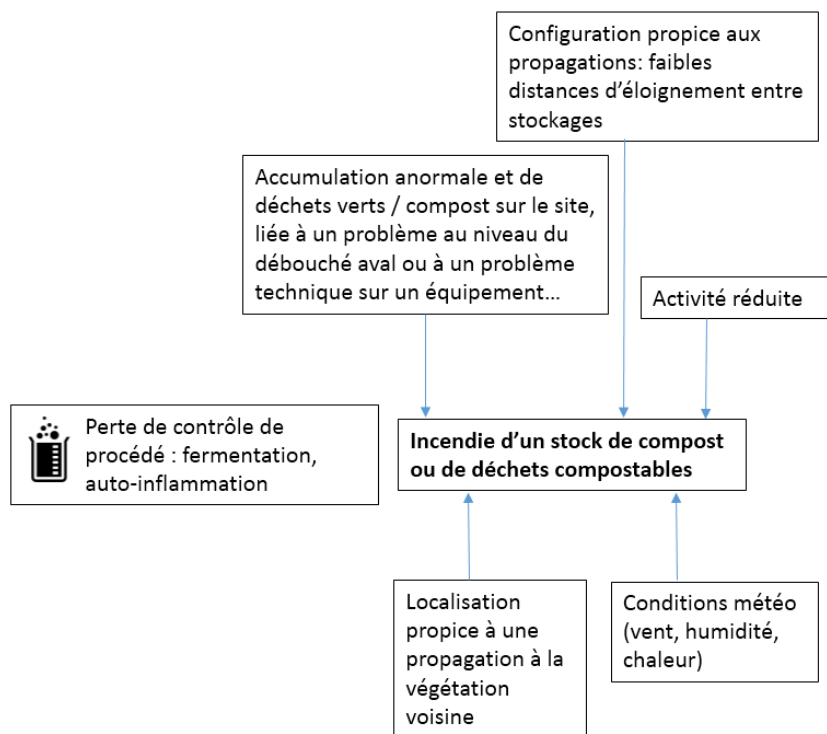 Configuration propice aux
propagations: faibles
distances d’éloignement entre
stockages
Accumulation anormale et de
déchets verts / compost sur le site,
liée à un problème au niveau du
débouché aval ou à un problème
technique sur un équipement…
Activité réduite
Perte de contrôle de
procédé : fermentation,
auto-inflammation
Incendie d’un stock de compost
ou de déchets compostables
Localisation
propice à une
propagation à la
végétation
voisine
Conditions météo
(vent, humidité,
chaleur)